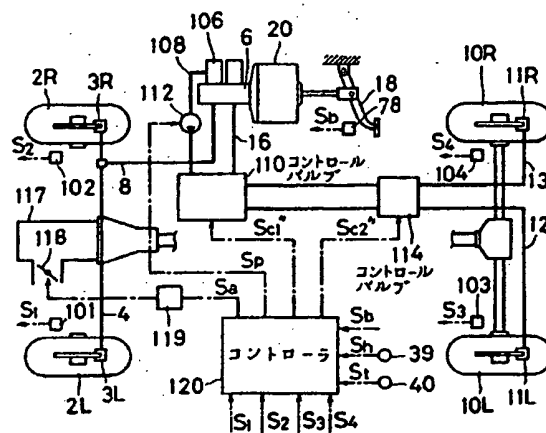 106
20
108
6
2R
3R
112
18
10R
11R
Sb
78
S2
102
8
16
110
コントロール
バルブ
S4
104
13
117
118
Sc1"
Sc2"
114
コントロール
バルブ
12
Sp
S1
101
4
119
Sa
103
S3
コントローラ
Sb
Sh
39
St
40
120
2L
3L
10L
11L
S1
S2
S3
S4